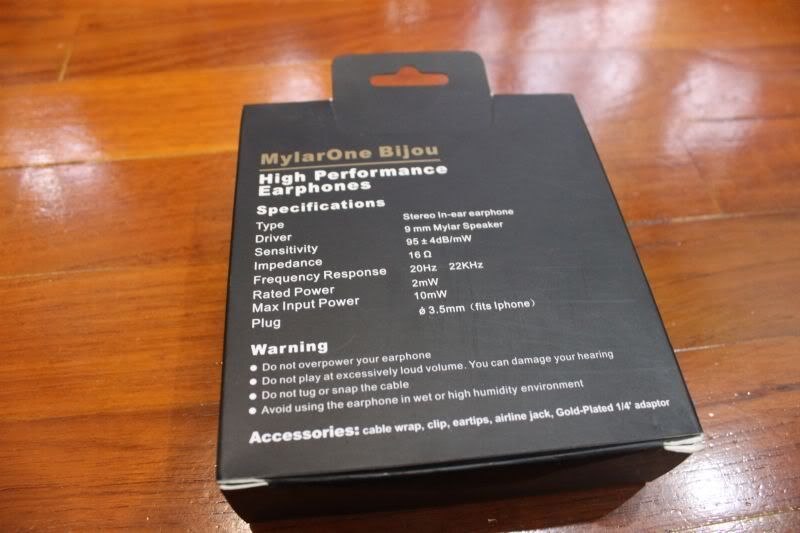 MylarOne Bijou
High Performance
Earphones
Specifications
Type Stereo In-ear earphone
Driver 9 mm Mylar Speaker
Sensitivity 95 ± 4dB/mW
Impedance 16 Ω
Frequency Response 20Hz 22KHz
Rated Power 2mW
Max Input Power 10mW
Plug ø 3.5mm (fits Iphone)
Warning
● Do not overpower your earphone
● Do not play at excessively loud volume. You can damage your hearing
● Do not tug or snap the cable
● Avoid using the earphone in wet or high humidity environment
Accessories: cable wrap, clip, eartips, airline jack, Gold-Plated 1/4' adaptor